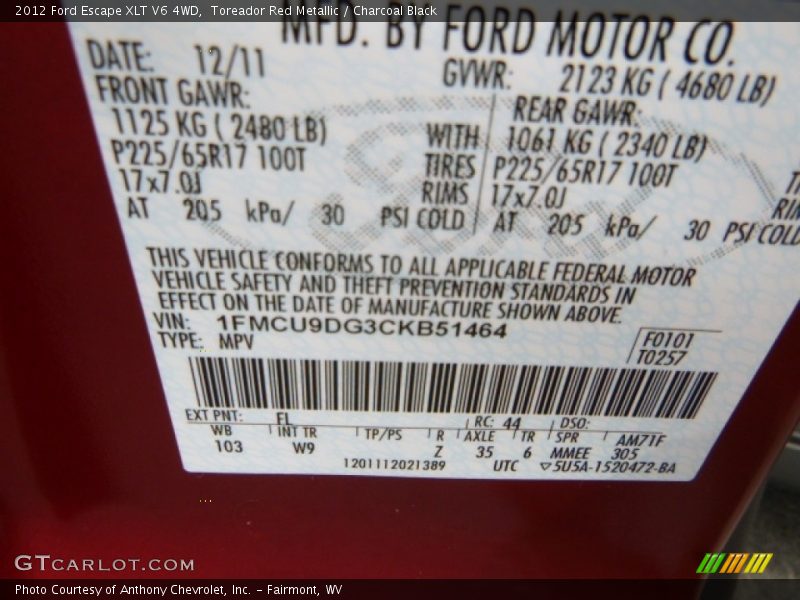 2012 Ford Escape XLT V6 4WD, Toreador Red Metallic / Charcoal Black
MFD. BY FORD MOTOR CO.
DATE: 12/11
GVWR: 2123 KG ( 4680 LB)
FRONT GAWR:
REAR GAWR:
1125 KG ( 2480 LB)
WITH
1061 KG ( 2340 LB)
P225/65R17 100T
TIRES
P225/65R17 100T
17x7.0J
RIMS
17x7.0J
AT 205 kPa/ 30 PSI COLD
AT 205 kPa/ 30 PSI COLD
THIS VEHICLE CONFORMS TO ALL APPLICABLE FEDERAL MOTOR
VEHICLE SAFETY AND THEFT PREVENTION STANDARDS IN
EFFECT ON THE DATE OF MANUFACTURE SHOWN ABOVE.
VIN: 1FMCU9DG3CKB51464
TYPE: MPV
F0101
T0257
EXT PNT: FL RC: 44 DSO:
WB INT TR TP/PS R AXLE TR SPR AM71F
103 W9 Z 35 6 MMEE 305
1201112021389 UTC ▽5U5A-1520472-BA
GTCARLOT.COM
Photo Courtesy of Anthony Chevrolet, Inc. - Fairmont, WV